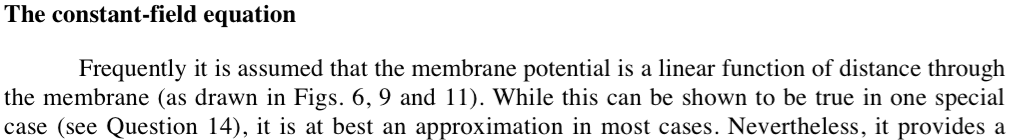 The constant-field equation
Frequently it is assumed that the membrane potential is a linear function of distance through
the membrane (as drawn in Figs. 6, 9 and 11). While this can be shown to be true in one special
case (see Question 14), it is at best an approximation in most cases. Nevertheless, it provides a